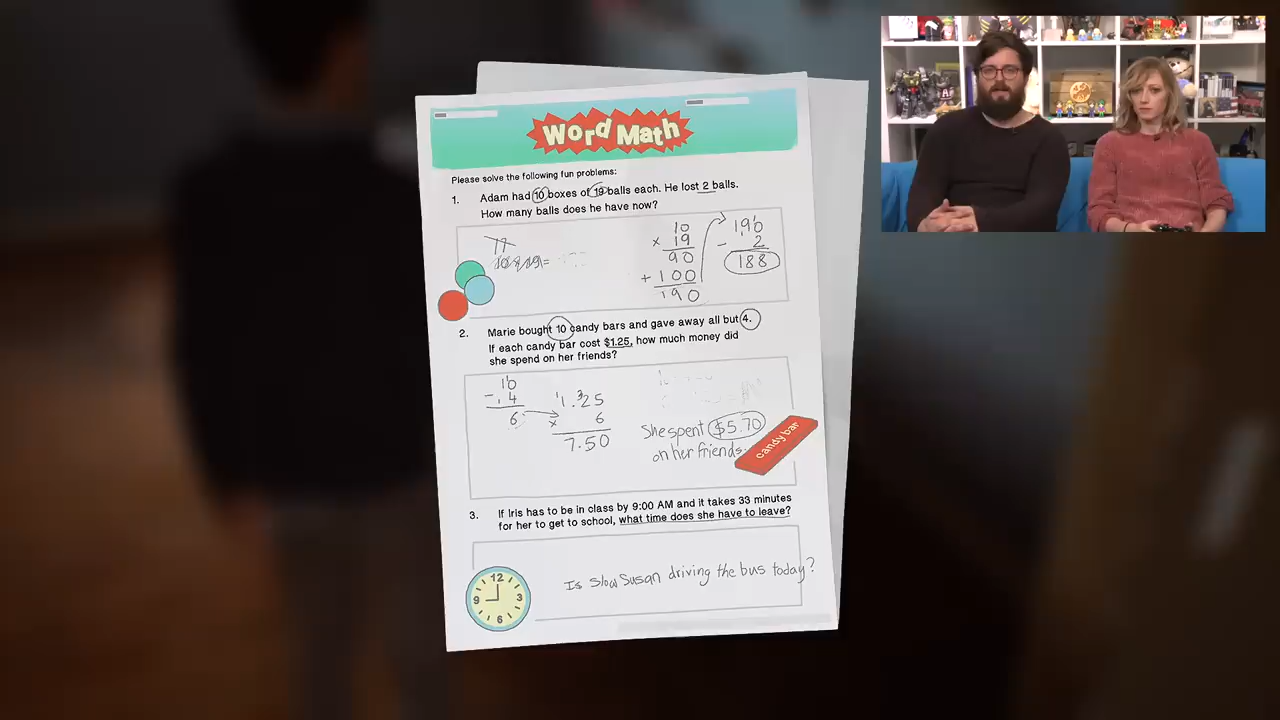 Word Math
Please solve the following fun problems:
1. Adam had 10 boxes of 19 balls each. He lost 2 balls.
How many balls does he have now?
77
10
x 19
90
+ 100
190
190
- 2
188
2. Marie bought 10 candy bars and gave away all but 4.
If each candy bar cost $1.25, how much money did
she spend on her friends?
10
- 4
6
1.25
x 6
7.50
She spent $5.70
on her friends.
candy bar
3. If Iris has to be in class by 9:00 AM and it takes 33 minutes
for her to get to school, what time does she have to leave?
12
9 3
6
Is Slow Susan driving the bus today?